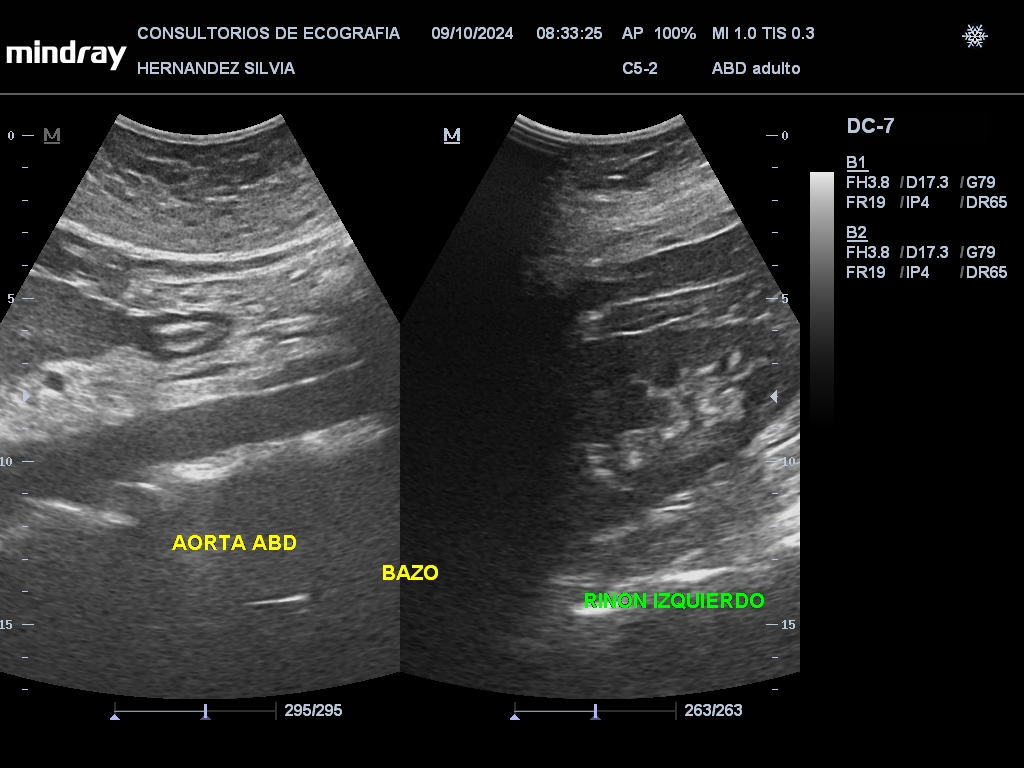 mindray
CONSULTORIOS DE ECOGRAFIA 09/10/2024 08:33:25 AP 100% MI 1.0 TIS 0.3
HERNANDEZ SILVIA C5-2 ABD adulto
M
M
DC-7
B1
FH3.8 /D17.3 /G79
FR19 /IP4 /DR65
B2
FH3.8 /D17.3 /G79
FR19 /IP4 /DR65
0 0
5 5
10 10
15 15
AORTA ABD
BAZO
RINON IZQUIERDO
295/295 263/263